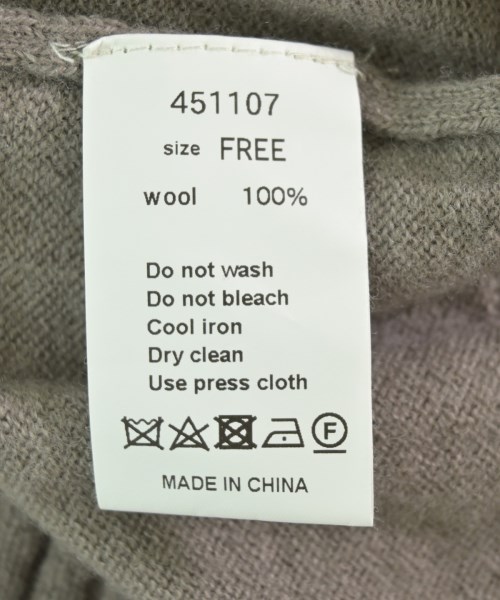 451107
size FREE
wool 100%
Do not wash
Do not bleach
Cool iron
Dry clean
Use press cloth
F
MADE IN CHINA